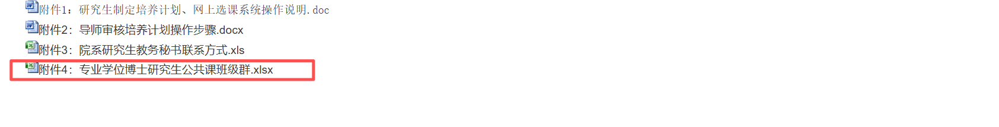 附件1：研究生制定培养计划、网上选课系统操作说明.doc
附件2：导师审核培养计划操作步骤.docx
附件3：院系研究生教务秘书联系方式.xls
附件4：专业学位博士研究生公共课班级群.xlsx